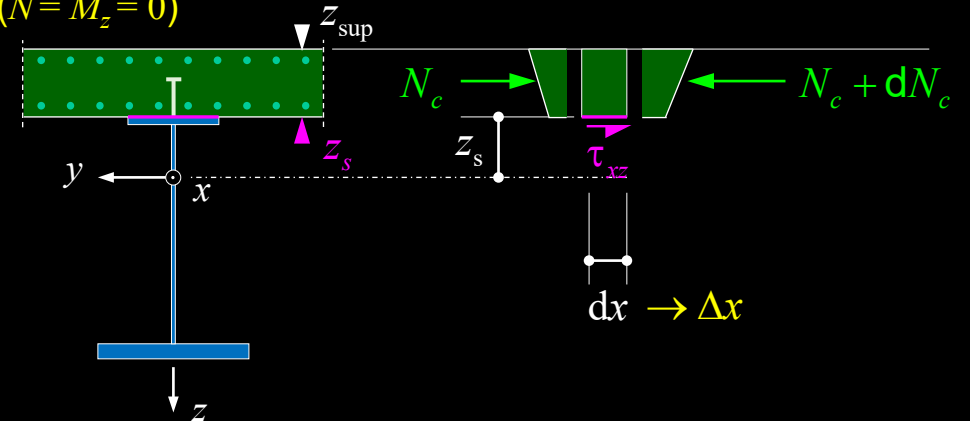 (N = M_z = 0)
z_sup
N_c
N_c + dN_c
z_s
z_s
τ_xz
y
x
dx → Δx
z